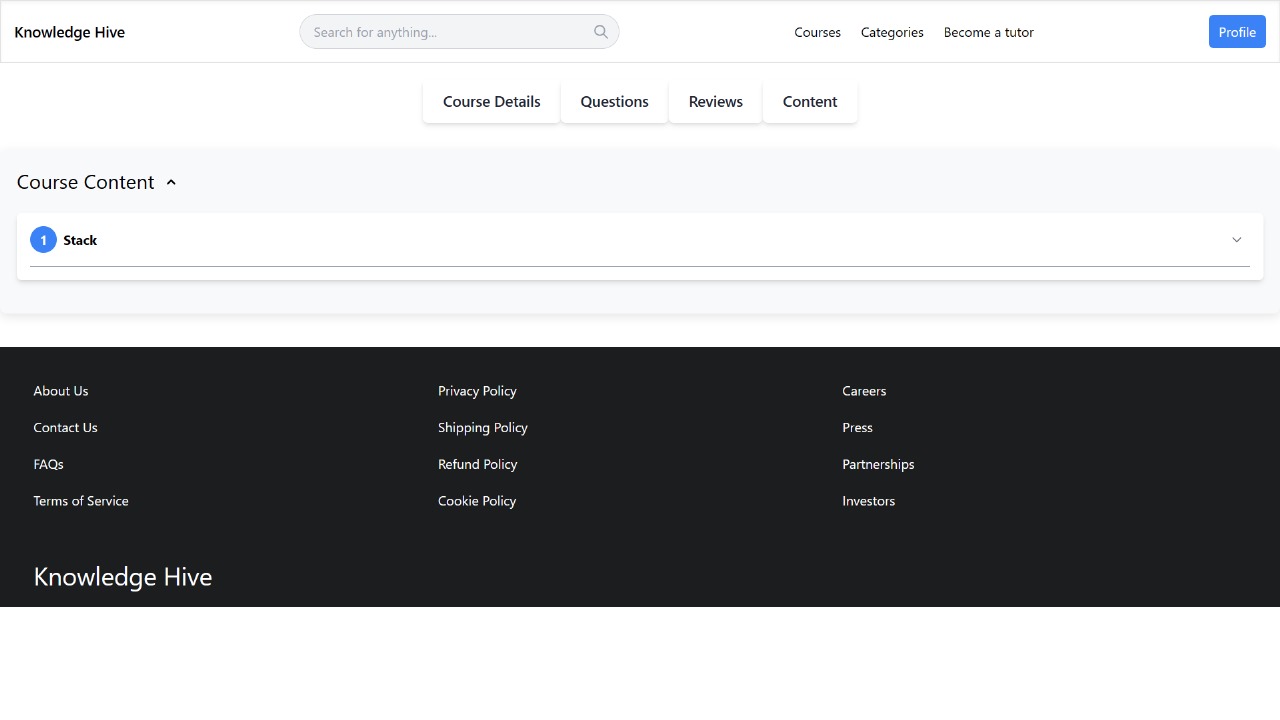 Knowledge Hive
Search for anything...
Courses
Categories
Become a tutor
Profile
Course Details
Questions
Reviews
Content
Course Content
1
Stack
About Us
Contact Us
FAQs
Terms of Service
Privacy Policy
Shipping Policy
Refund Policy
Cookie Policy
Careers
Press
Partnerships
Investors
Knowledge Hive